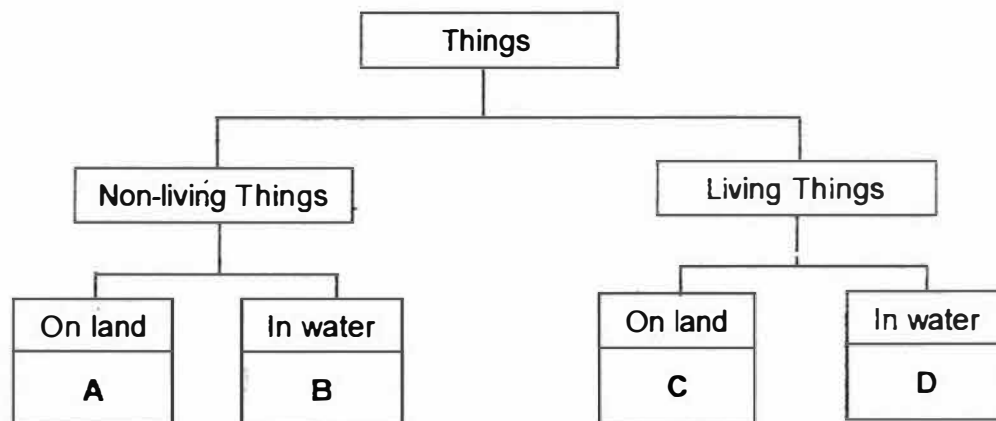 Things
Non-living Things
Living Things
On land
In water
On land
In water
A
B
C
D